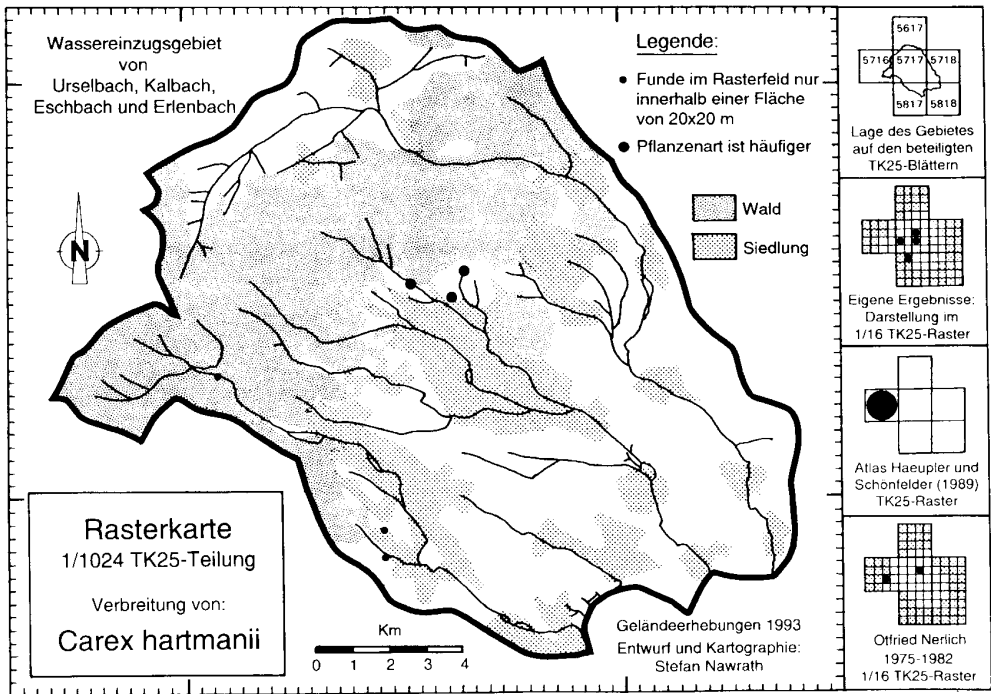 Wassereinzugsgebiet
von
Urselbach, Kalbach,
Eschbach und Erlenbach
N
Legende:
Funde im Rasterfeld nur
innerhalb einer Fläche
von 20x20 m
Pflanzenart ist häufiger
Wald
Siedlung
Rasterkarte
1/1024 TK25-Teilung
Verbreitung von:
Carex hartmanii
Km
0 1 2 3 4
Geländeerhebungen 1993
Entwurf und Kartographie:
Stefan Nawrath
5617
5716 5717 5718
5817 5818
Lage des Gebietes
auf den beteiligten
TK25-Blättern
Eigene Ergebnisse:
Darstellung im
1/16 TK25-Raster
Atlas Haeupler und
Schönfelder (1989)
TK25-Raster
Otfried Nerlich
1975-1982
1/16 TK25-Raster